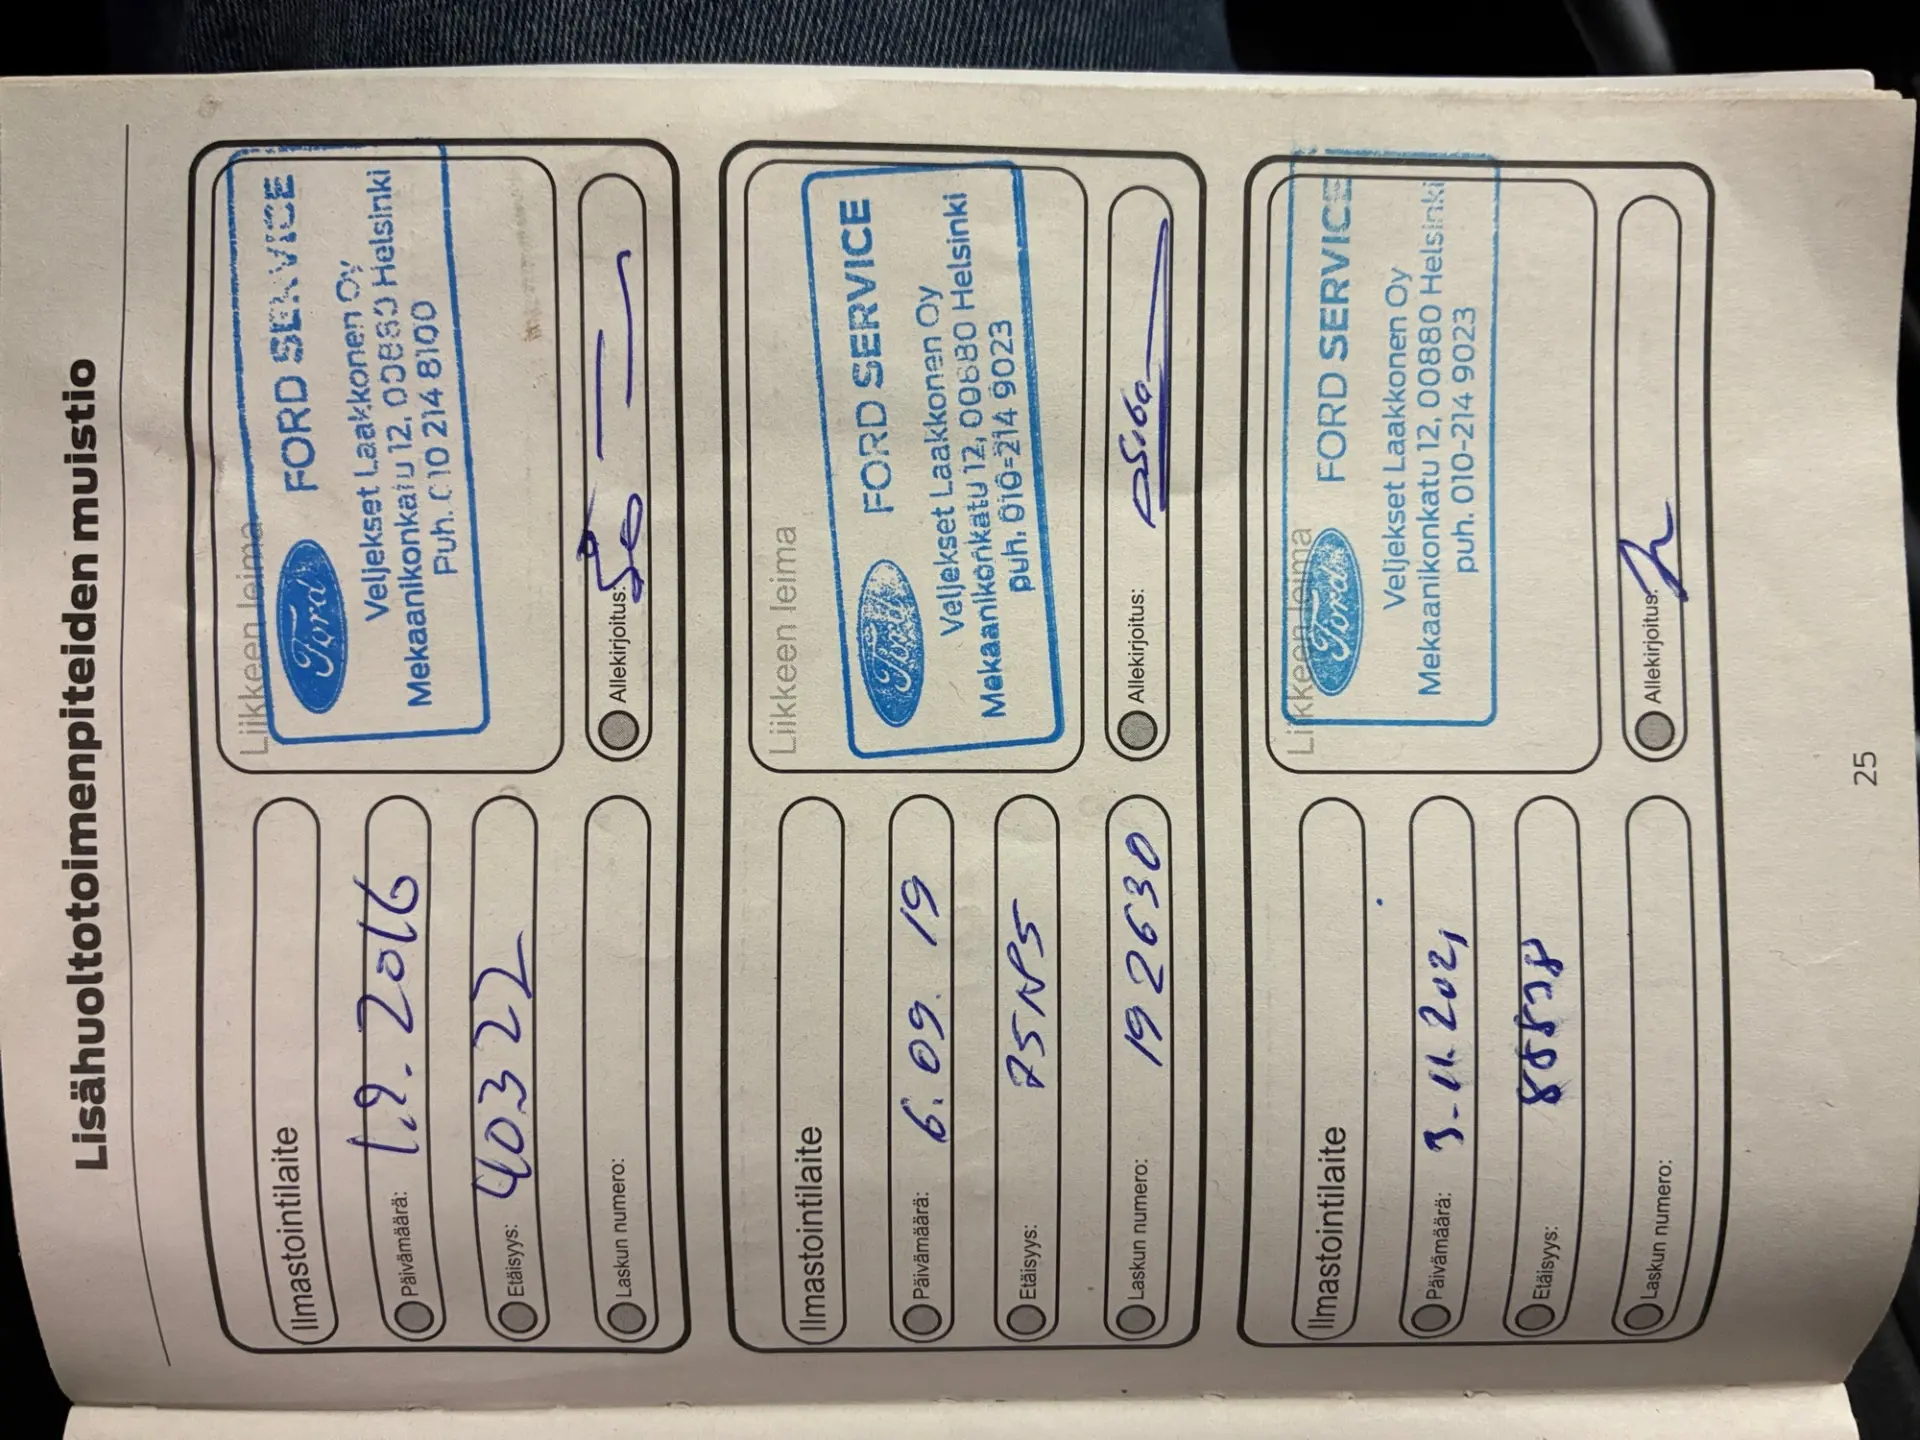 Lisähuoltotoimenpiteiden muistio
Ilmastointilaite
Päivämäärä: 1.9.2016
Etäisyys: 40322
Laskun numero:
Liikkeen leima
Ford FORD SERVICE
Veljekset Laakkonen Oy
Mekaanikonkatu 12, 00880 Helsinki
Puh. 010 214 8100
Allekirjoitus:
Ilmastointilaite
Päivämäärä: 6.09.19
Etäisyys:
Laskun numero: 192630
Liikkeen leima
Ford FORD SERVICE
Veljekset Laakkonen Oy
Mekaanikonkatu 12, 00880 Helsinki
puh. 010-214 9023
Allekirjoitus:
Ilmastointilaite
Päivämäärä: 3.11.2021
Etäisyys:
Laskun numero:
Liikkeen leima
Ford FORD SERVICE
Veljekset Laakkonen Oy
Mekaanikonkatu 12, 00880 Helsinki
puh. 010-214 9023
Allekirjoitus:
25